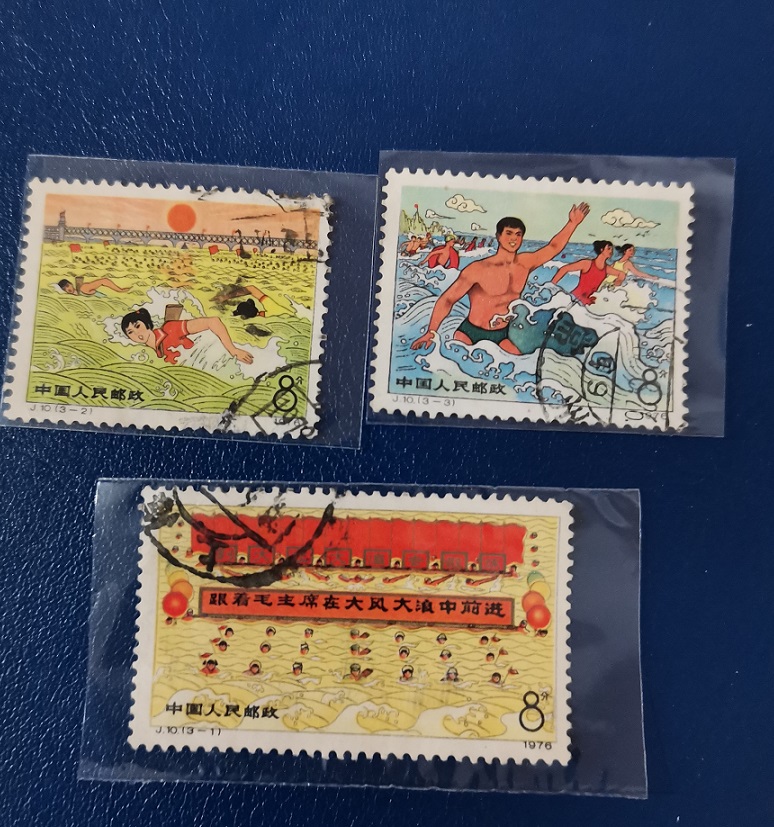 中国人民邮政
8分
J.10.(3-2)
中国人民邮政
8
J.10.(3-3)
跟着毛主席在大风大浪中前进
中国人民邮政
8分
J.10.(3-1)
1976